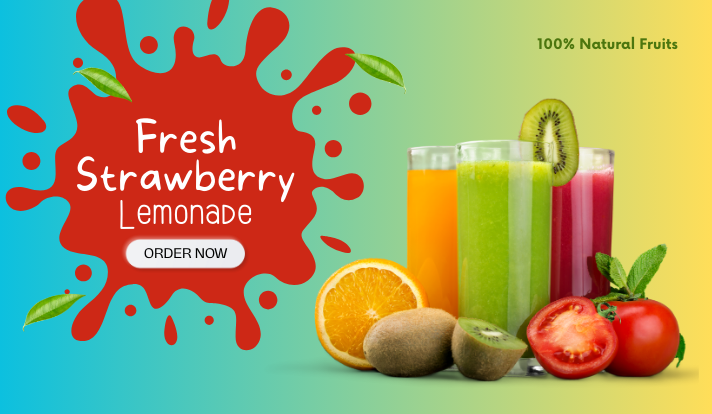 100% Natural Fruits
Fresh
Strawberry
Lemonade
ORDER NOW